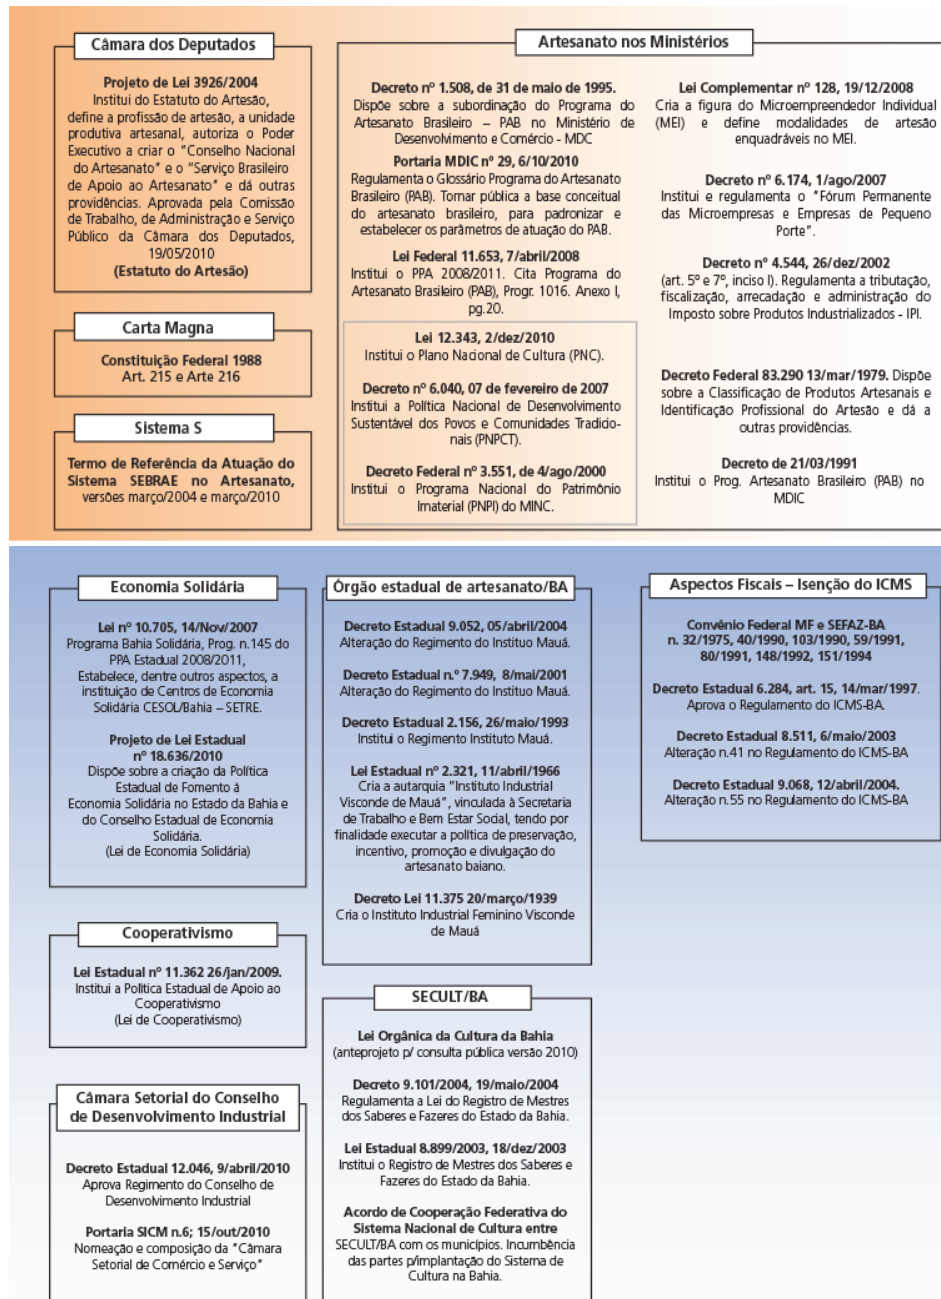 Câmara dos Deputados
Projeto de Lei 3926/2004
Institui do Estatuto do Artesão,
define a profissão de artesão, a unidade
produtiva artesanal, autoriza o Poder
Executivo a criar o "Conselho Nacional
do Artesanato" e o "Serviço Brasileiro
de Apoio ao Artesanato" e dá outras
providências. Aprovada pela Comissão
de Trabalho, de Administração e Serviço
Público da Câmara dos Deputados,
19/05/2010
(Estatuto do Artesão)
Carta Magna
Constituição Federal 1988
Art. 215 e Arte 216
Sistema S
Termo de Referência da Atuação do
Sistema SEBRAE no Artesanato,
versões março/2004 e março/2010
Artesanato nos Ministérios
Decreto nº 1.508, de 31 de maio de 1995.
Dispõe sobre a subordinação do Programa do
Artesanato Brasileiro – PAB no Ministério de
Desenvolvimento e Comércio - MDC
Portaria MDIC nº 29, 6/10/2010
Regulamenta o Glossário Programa do Artesanato
Brasileiro (PAB). Tornar pública a base conceitual
do artesanato brasileiro, para padronizar e
estabelecer os parâmetros de atuação do PAB.
Lei Federal 11.653, 7/abril/2008
Institui o PPA 2008/2011. Cita Programa do
Artesanato Brasileiro (PAB), Progr. 1016. Anexo I,
pg.20.
Lei 12.343, 2/dez/2010
Institui o Plano Nacional de Cultura (PNC).
Decreto nº 6.040, 07 de fevereiro de 2007
Institui a Política Nacional de Desenvolvimento
Sustentável dos Povos e Comunidades Tradicio-
nais (PNPCT).
Decreto Federal nº 3.551, de 4/ago/2000
Institui o Programa Nacional do Patrimônio
Imaterial (PNPI) do MINC.
Lei Complementar nº 128, 19/12/2008
Cria a figura do Microempreendedor Individual
(MEI) e define modalidades de artesão
enquadráveis no MEI.
Decreto nº 6.174, 1/ago/2007
Institui e regulamenta o "Fórum Permanente
das Microempresas e Empresas de Pequeno
Porte".
Decreto nº 4.544, 26/dez/2002
(art. 5º e 7º, inciso I). Regulamenta a tributação,
fiscalização, arrecadação e administração do
Imposto sobre Produtos Industrializados - IPI.
Decreto Federal 83.290 13/mar/1979. Dispõe
sobre a Classificação de Produtos Artesanais e
Identificação Profissional do Artesão e dá a
outras providências.
Decreto de 21/03/1991
Institui o Prog. Artesanato Brasileiro (PAB) no
MDIC
Economia Solidária
Lei nº 10.705, 14/Nov/2007
Programa Bahia Solidária, Prog. n.145 do
PPA Estadual 2008/2011,
Estabelece, dentre outros aspectos, a
instituição de Centros de Economia
Solidária CESOL/Bahia – SETRE.
Projeto de Lei Estadual
nº 18.636/2010
Dispõe sobre a criação da Política
Estadual de Fomento à
Economia Solidária no Estado da Bahia e
do Conselho Estadual de Economia
Solidária.
(Lei de Economia Solidária)
Cooperativismo
Lei Estadual nº 11.362 26/jan/2009.
Institui a Política Estadual de Apoio ao
Cooperativismo
(Lei de Cooperativismo)
Câmara Setorial do Conselho
de Desenvolvimento Industrial
Decreto Estadual 12.046, 9/abril/2010
Aprova Regimento do Conselho de
Desenvolvimento Industrial
Portaria SICM n.6; 15/out/2010
Nomeação e composição da "Câmara
Setorial de Comércio e Serviço"
Órgão estadual de artesanato/BA
Decreto Estadual 9.052, 05/abril/2004
Alteração do Regimento do Instituo Mauá.
Decreto Estadual n.º 7.949, 8/mai/2001
Alteração do Regimento do Instituo Mauá.
Decreto Estadual 2.156, 26/maio/1993
Institui o Regimento Instituto Mauá.
Lei Estadual nº 2.321, 11/abril/1966
Cria a autarquia "Instituto Industrial
Visconde de Mauá", vinculada à Secretaria
de Trabalho e Bem Estar Social, tendo por
finalidade executar a política de preservação,
incentivo, promoção e divulgação do
artesanato baiano.
Decreto Lei 11.375 20/março/1939
Cria o Instituto Industrial Feminino Visconde
de Mauá
SECULT/BA
Lei Orgânica da Cultura da Bahia
(anteprojeto p/ consulta pública versão 2010)
Decreto 9.101/2004, 19/maio/2004
Regulamenta a Lei do Registro de Mestres
dos Saberes e Fazeres do Estado da Bahia.
Lei Estadual 8.899/2003, 18/dez/2003
Institui o Registro de Mestres dos Saberes e
Fazeres do Estado da Bahia.
Acordo de Cooperação Federativa do
Sistema Nacional de Cultura entre
SECULT/BA com os municípios. Incumbência
das partes p/implantação do Sistema de
Cultura na Bahia.
Aspectos Fiscais – Isenção do ICMS
Convênio Federal MF e SEFAZ-BA
n. 32/1975, 40/1990, 103/1990, 59/1991,
80/1991, 148/1992, 151/1994
Decreto Estadual 6.284, art. 15, 14/mar/1997.
Aprova o Regulamento do ICMS-BA.
Decreto Estadual 8.511, 6/maio/2003
Alteração n.41 no Regulamento do ICMS-BA
Decreto Estadual 9.068, 12/abril/2004.
Alteração n.55 no Regulamento do ICMS-BA